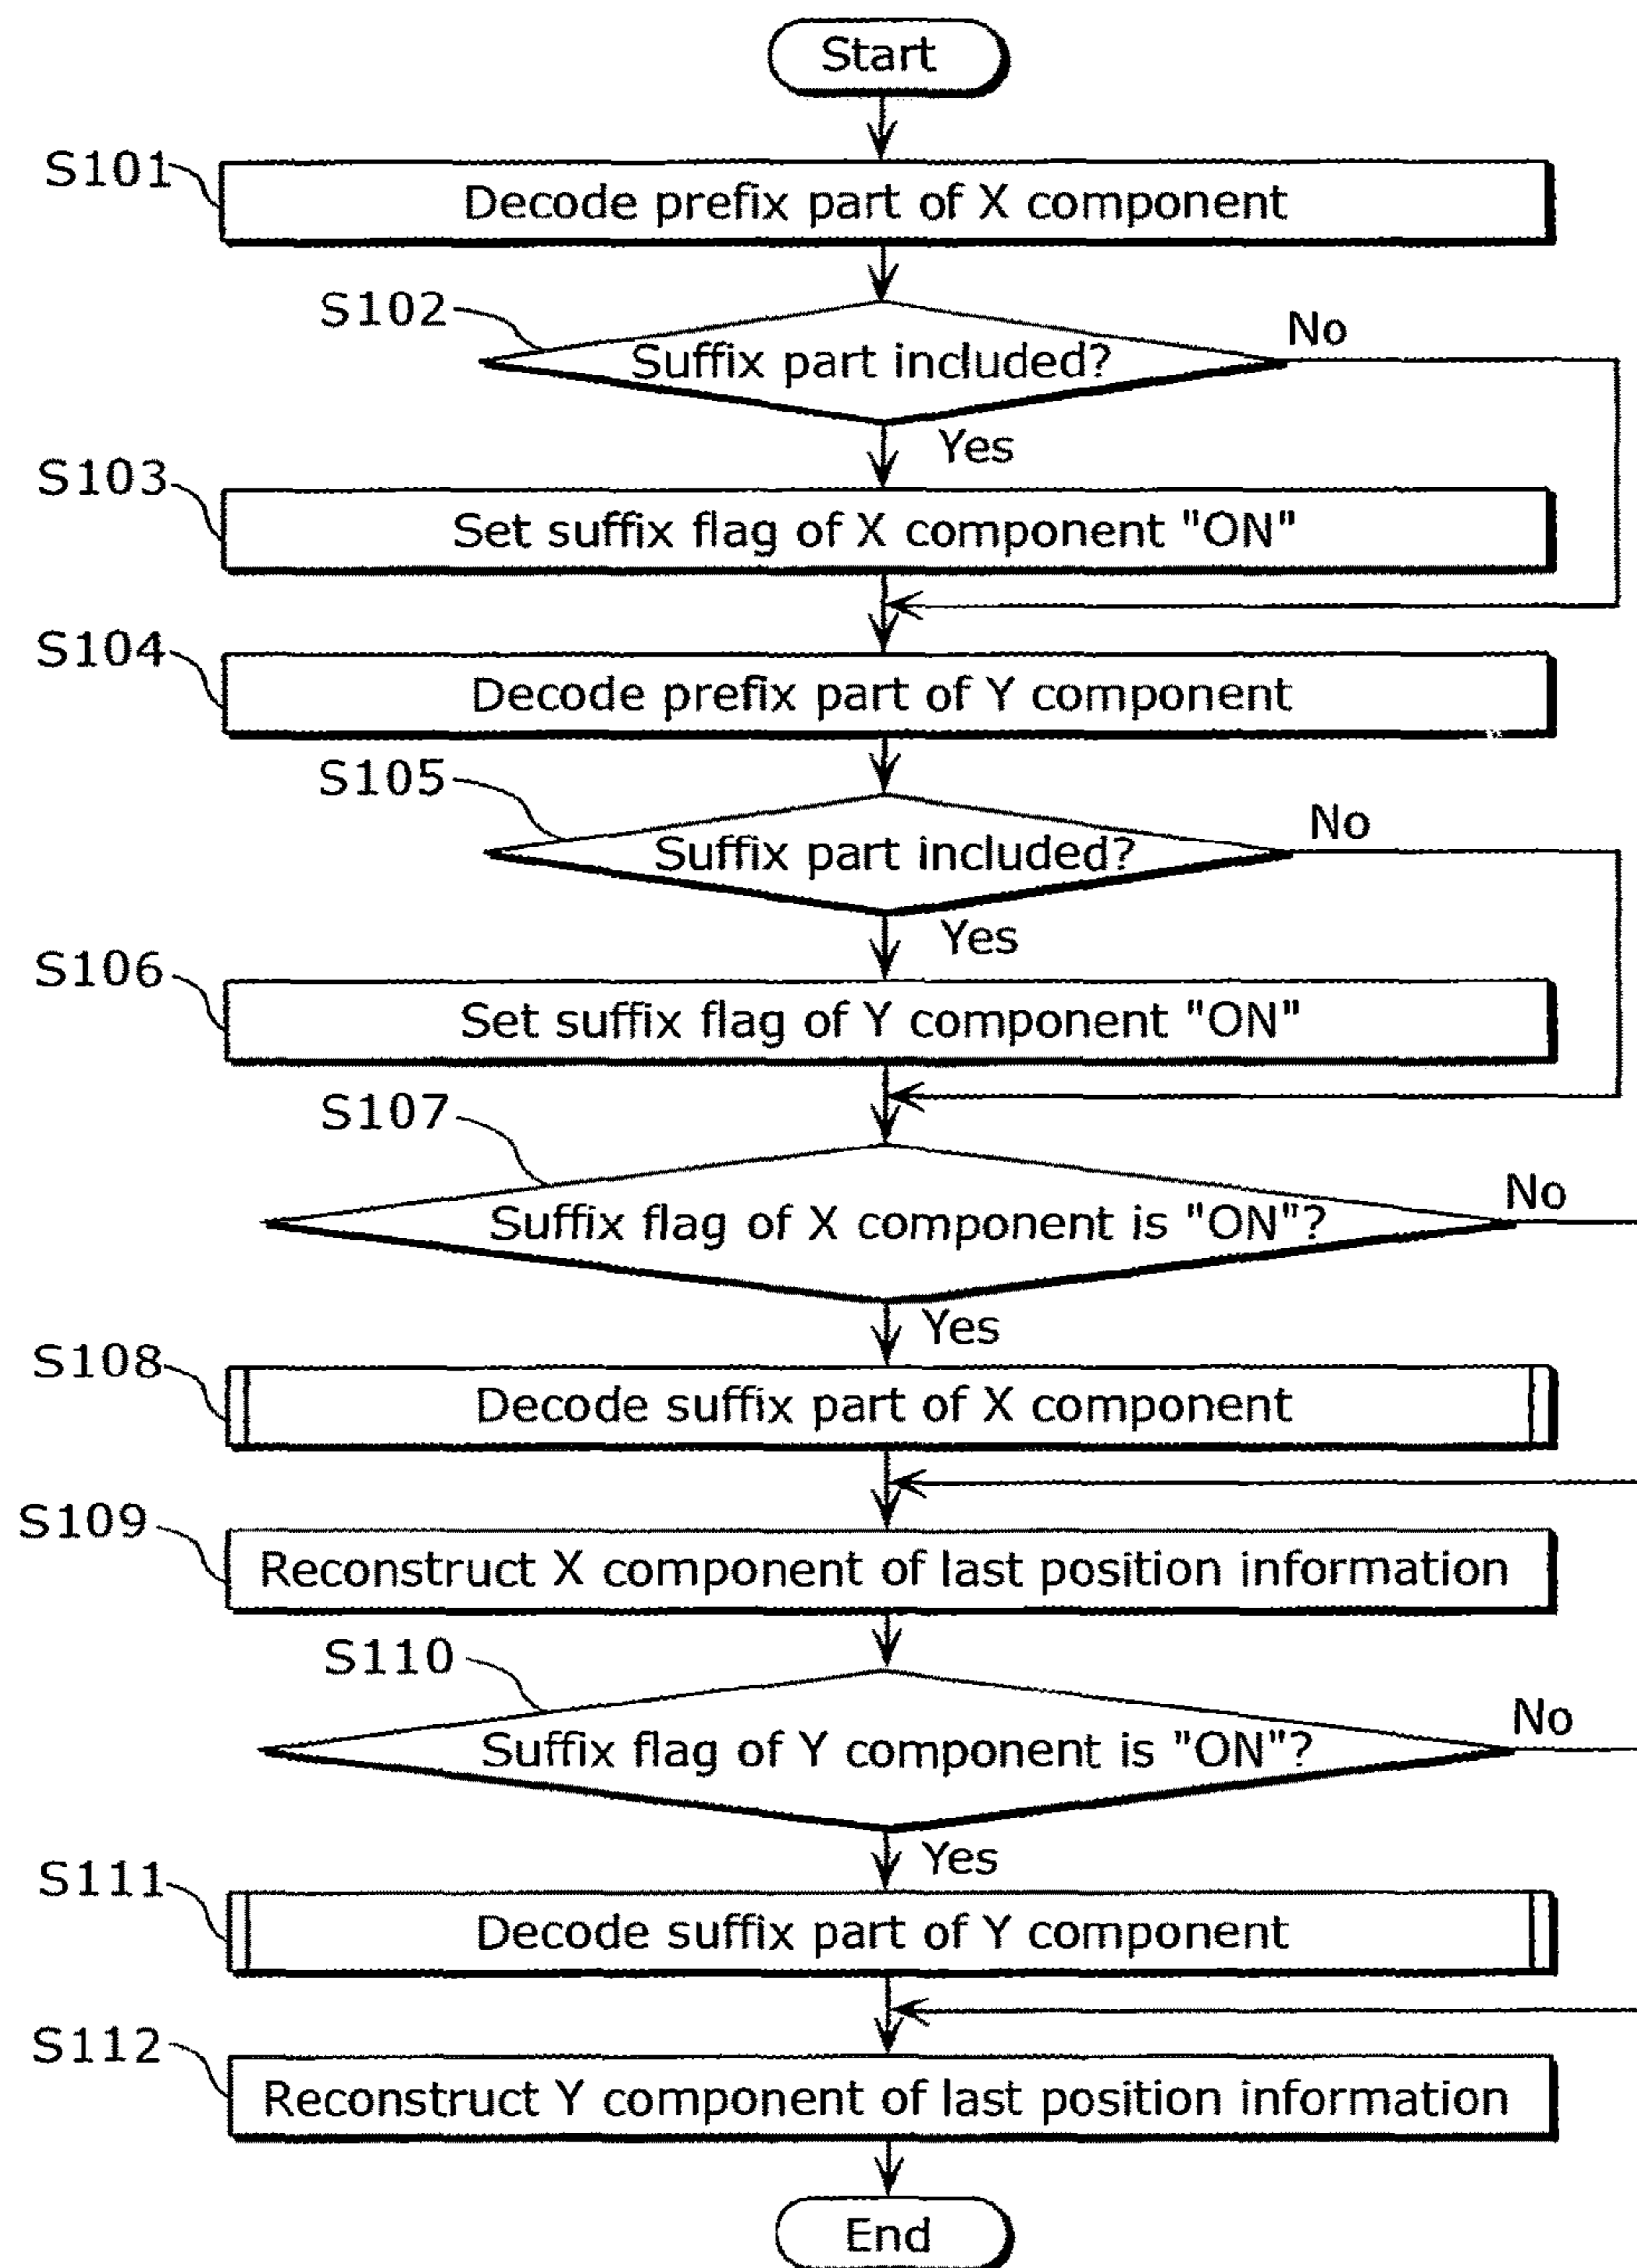 Start
S101
Decode prefix part of X component
S102
Suffix part included?
No
Yes
S103
Set suffix flag of X component "ON"
S104
Decode prefix part of Y component
S105
Suffix part included?
No
Yes
S106
Set suffix flag of Y component "ON"
S107
Suffix flag of X component is "ON"?
No
Yes
S108
Decode suffix part of X component
S109
Reconstruct X component of last position information
S110
Suffix flag of Y component is "ON"?
No
Yes
S111
Decode suffix part of Y component
S112
Reconstruct Y component of last position information
End